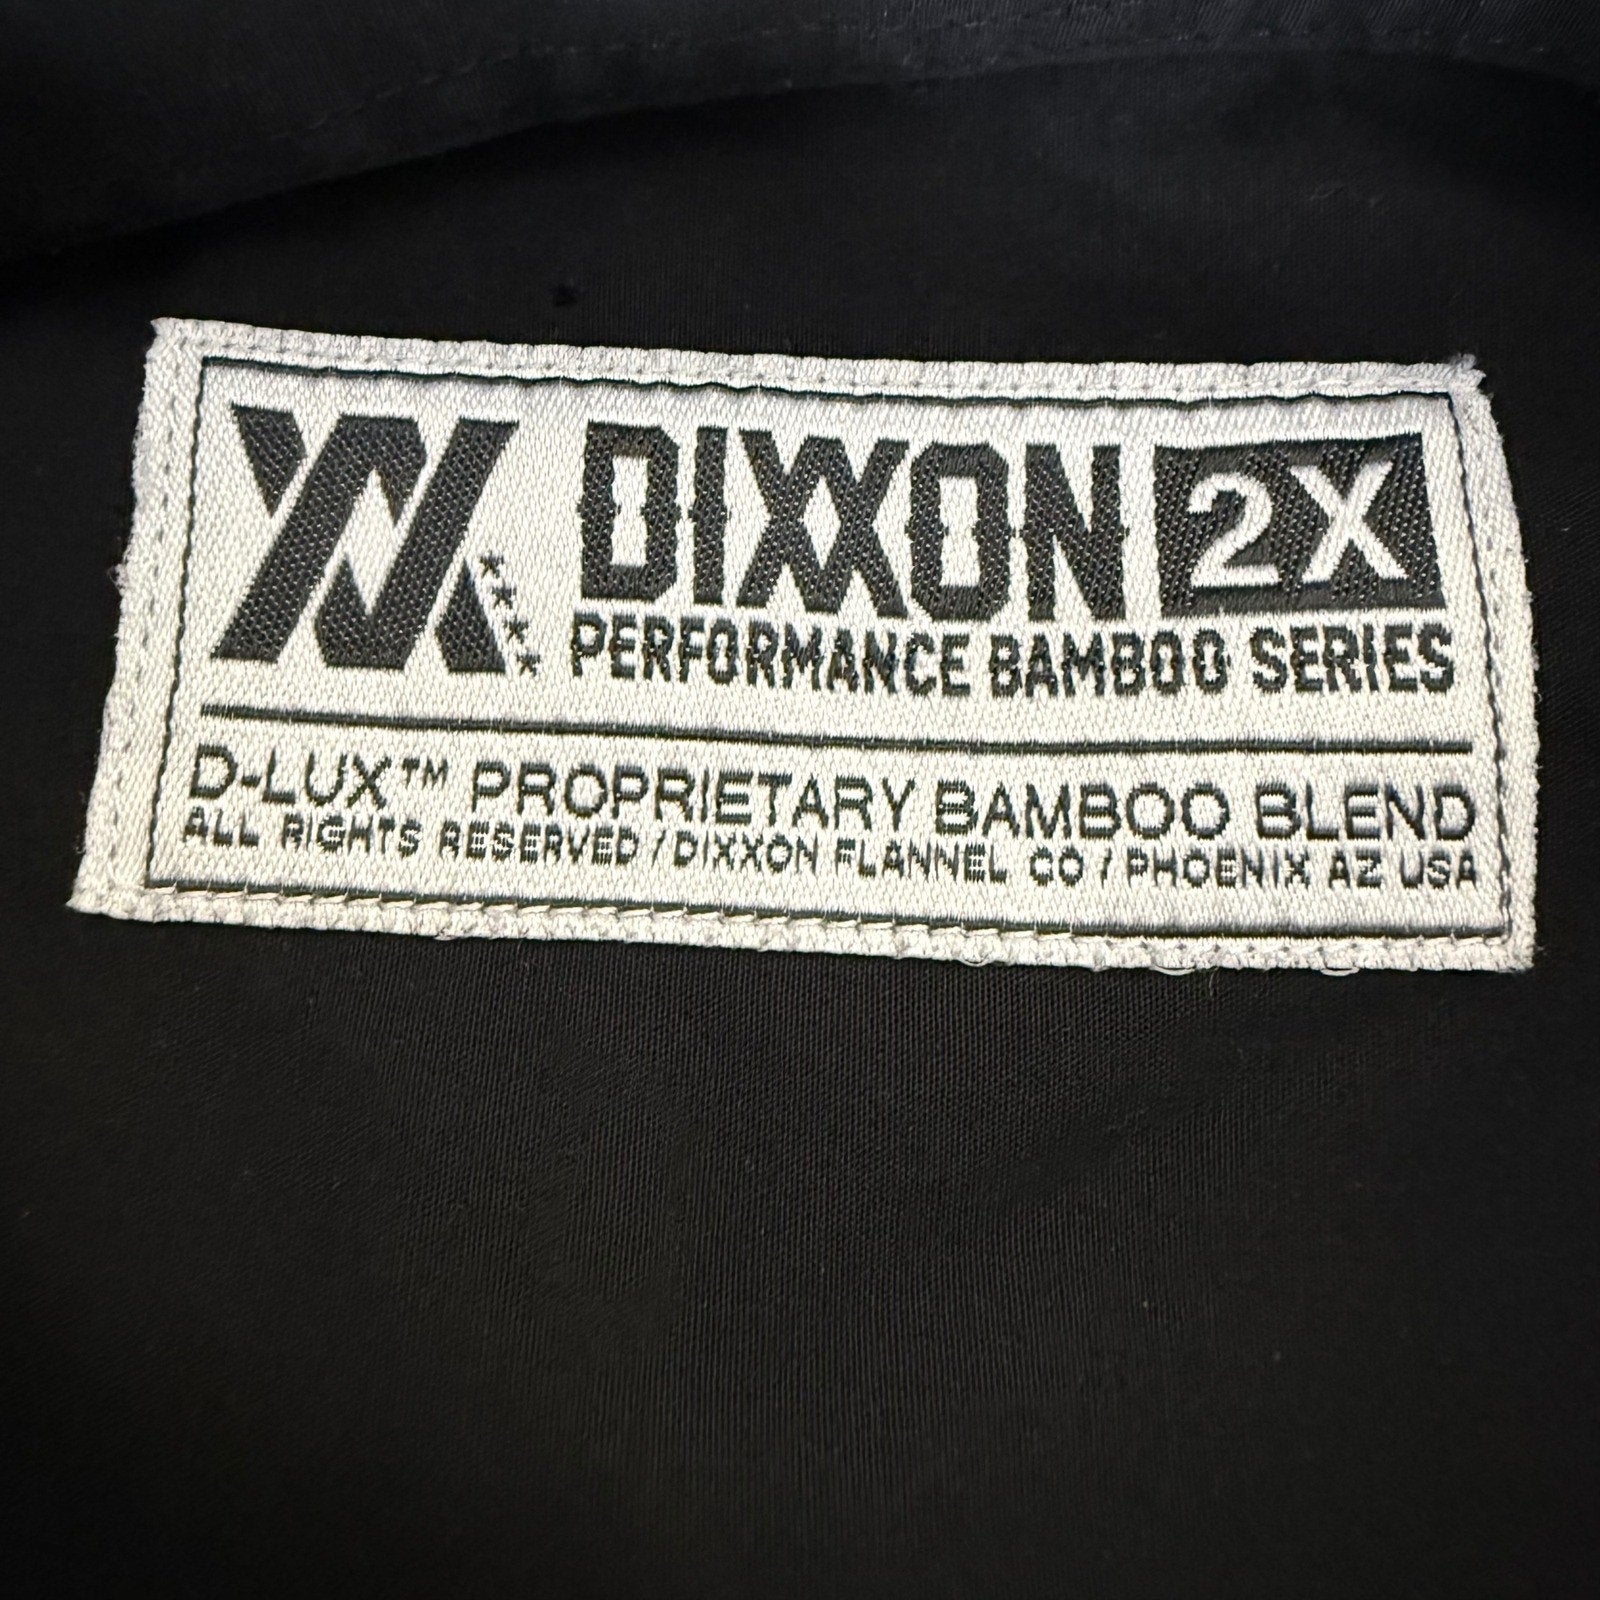 DIXXON 2X
PERFORMANCE BAMBOO SERIES
D-LUX™ PROPRIETARY BAMBOO BLEND
ALL RIGHTS RESERVED / DIXXON FLANNEL CO / PHOENIX AZ USA